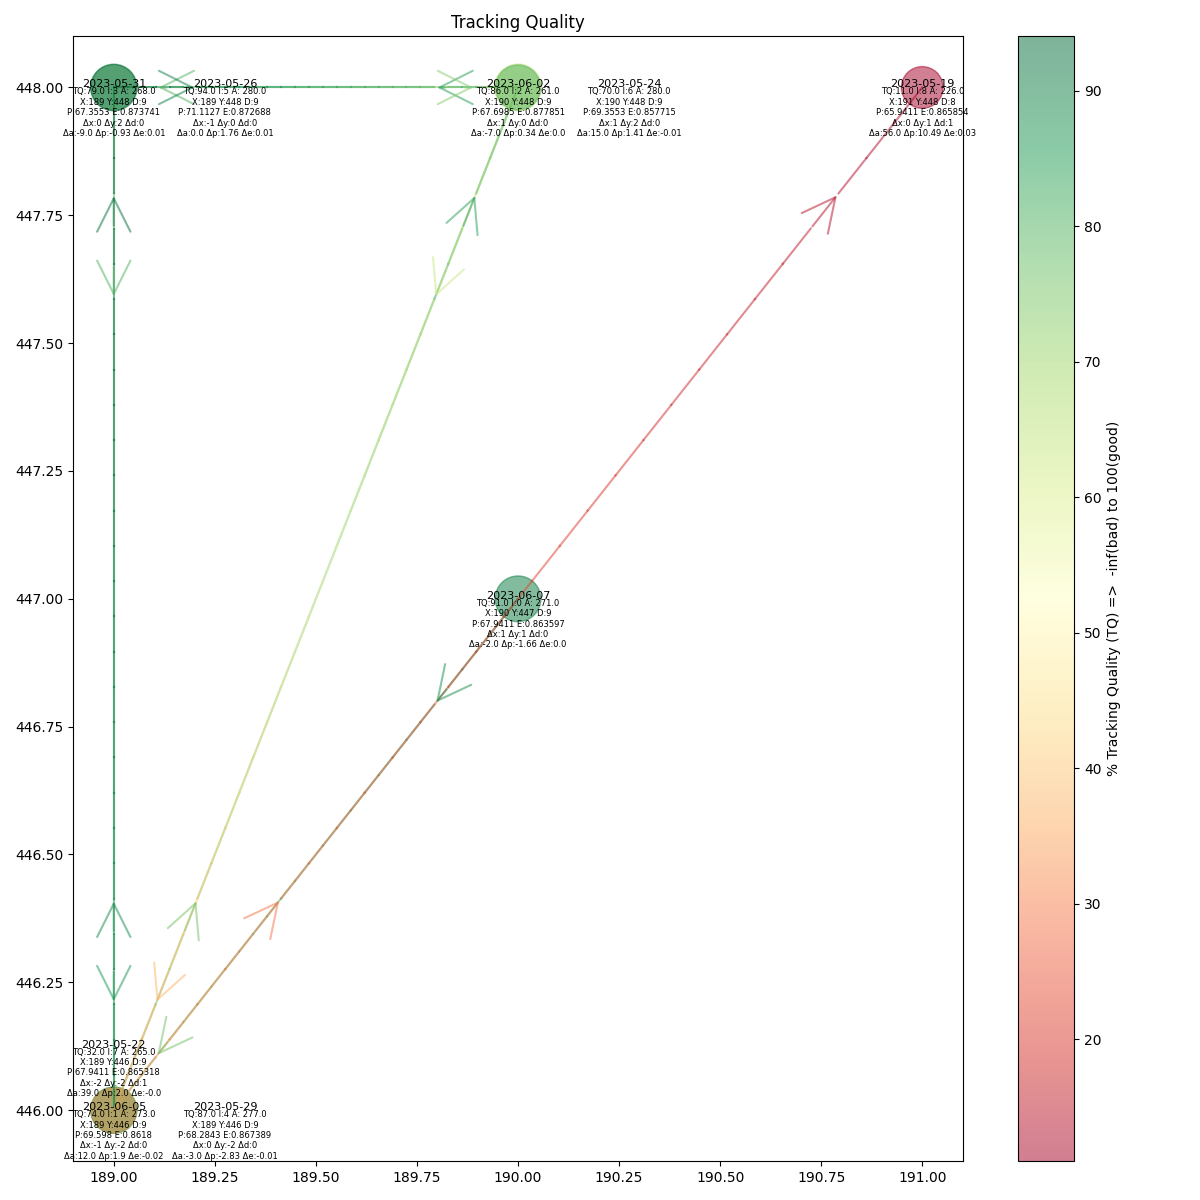 Tracking Quality
2023-05-31
TQ:79.0 I:3 A: 268.0
X:189 Y:448 D:9
P:67.3553 E:0.873741
Δx:0 Δy:2 Δd:0
Δa:-9.0 Δp:-0.93 Δe:0.01
2023-05-26
TQ:94.0 I:5 A: 280.0
X:189 Y:448 D:9
P:71.1127 E:0.872688
Δx:-1 Δy:0 Δd:0
Δa:0.0 Δp:1.76 Δe:0.01
2023-06-02
TQ:86.0 I:2 A: 261.0
X:190 Y:448 D:9
P:67.6985 E:0.877851
Δx:1 Δy:0 Δd:0
Δa:-7.0 Δp:0.34 Δe:0.0
2023-05-24
TQ:70.0 I:6 A: 280.0
X:190 Y:448 D:9
P:69.3553 E:0.857715
Δx:1 Δy:2 Δd:0
Δa:15.0 Δp:1.41 Δe:-0.01
2023-05-19
TQ:11.0 I:8 A: 226.0
X:191 Y:448 D:8
P:65.9411 E:0.865854
Δx:0 Δy:1 Δd:1
Δa:56.0 Δp:10.49 Δe:0.03
2023-06-07
TQ:91.0 I:0 A: 271.0
X:190 Y:447 D:9
P:67.9411 E:0.863597
Δx:1 Δy:1 Δd:0
Δa:-2.0 Δp:-1.66 Δe:0.0
2023-05-22
TQ:32.0 I:7 A: 265.0
X:189 Y:446 D:9
P:67.9411 E:0.865318
Δx:-2 Δy:-2 Δd:1
Δa:39.0 Δp:2.0 Δe:-0.0
2023-06-05
TQ:74.0 I:1 A: 273.0
X:189 Y:446 D:9
P:69.598 E:0.8618
Δx:-1 Δy:-2 Δd:0
Δa:12.0 Δp:1.9 Δe:-0.02
2023-05-29
TQ:87.0 I:4 A: 277.0
X:189 Y:446 D:9
P:68.2843 E:0.867389
Δx:0 Δy:-2 Δd:0
Δa:-3.0 Δp:-2.83 Δe:-0.01
448.00
447.75
447.50
447.25
447.00
446.75
446.50
446.25
446.00
189.00 189.25 189.50 189.75 190.00 190.25 190.50 190.75 191.00
90
80
70
60
50
40
30
20
% Tracking Quality (TQ) =>  -inf(bad) to 100(good)